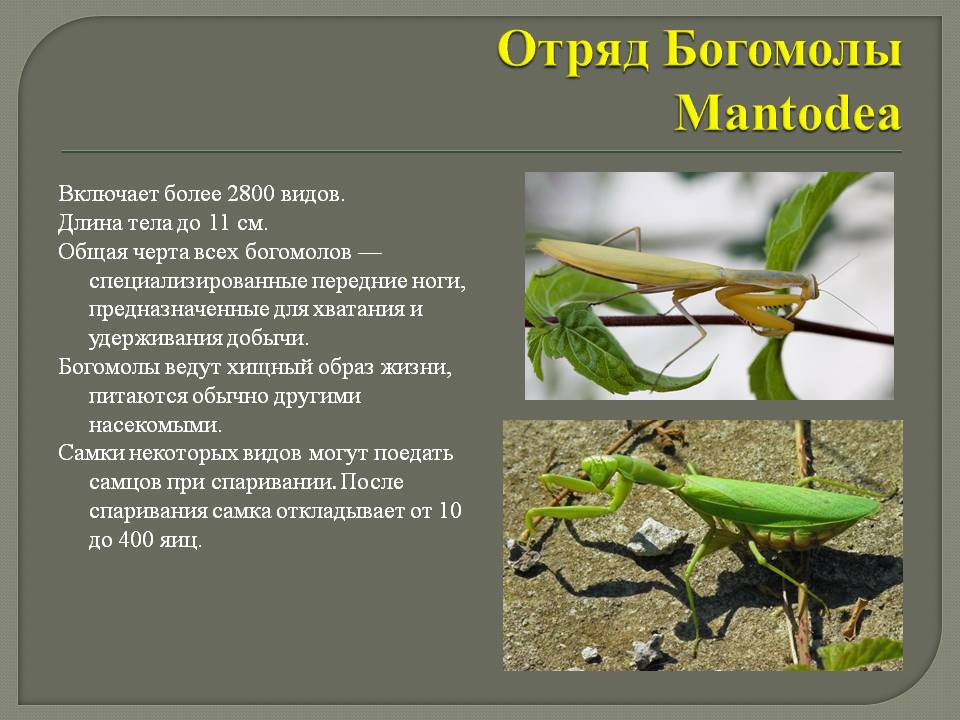 Отряд Богомолы
Mantodea
Включает более 2800 видов.
Длина тела до 11 см.
Общая черта всех богомолов —
специализированные передние ноги,
предназначенные для хватания и
удерживания добычи.
Богомолы ведут хищный образ жизни,
питаются обычно другими
насекомыми.
Самки некоторых видов могут поедать
самцов при спаривании. После
спаривания самка откладывает от 10
до 400 яиц.